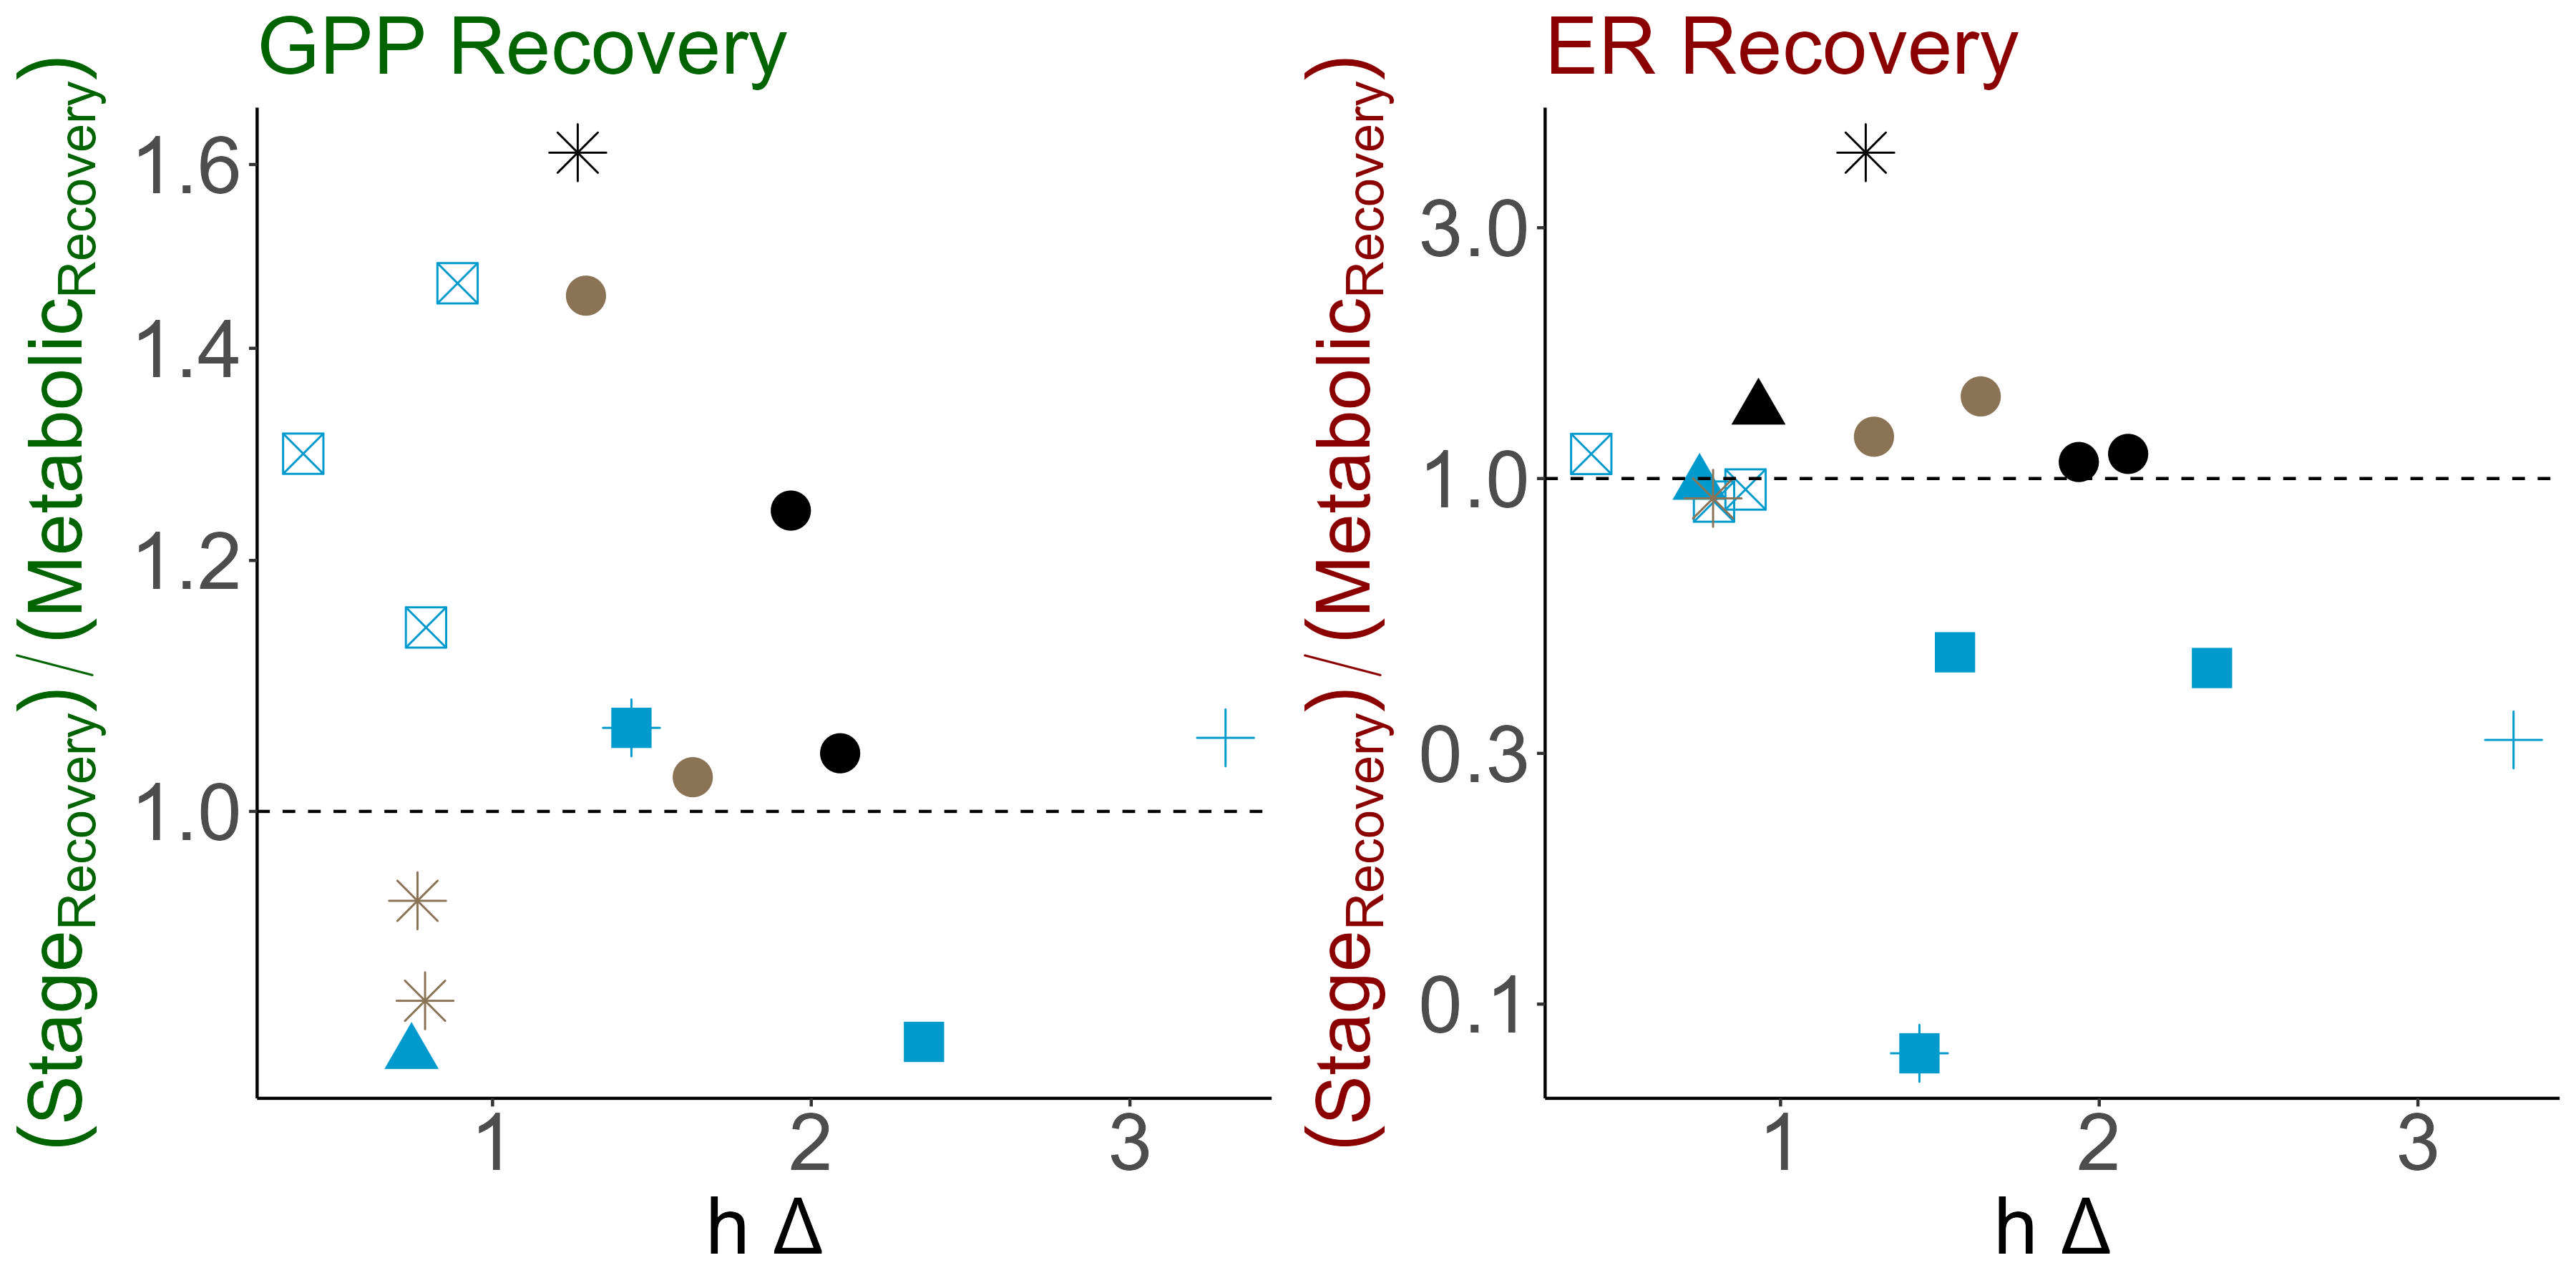 GPP Recovery
(StageRecovery) / (MetabolicRecovery)
1.6
1.4
1.2
1.0
1 2 3
h Δ
ER Recovery
(StageRecovery) / (MetabolicRecovery)
3.0
1.0
0.3
0.1
1 2 3
h Δ